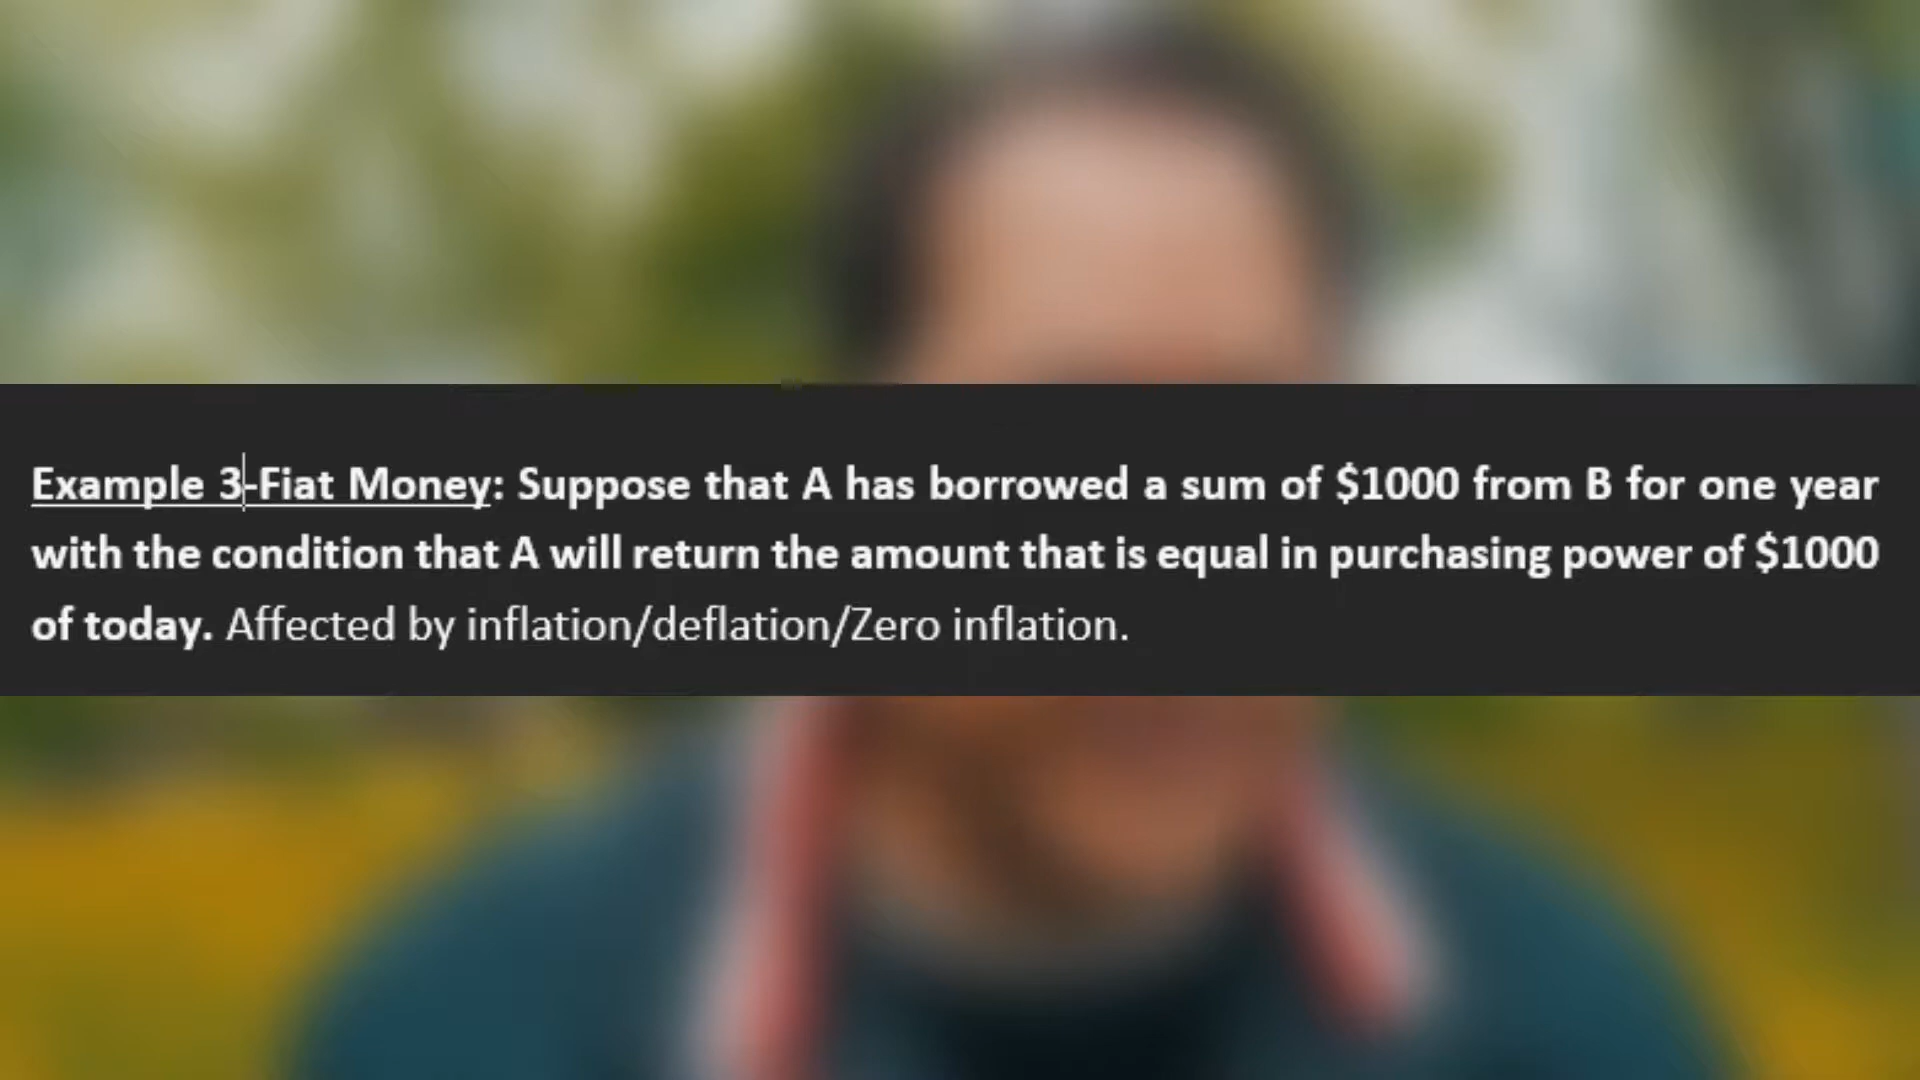 Example 3-Fiat Money: Suppose that A has borrowed a sum of $1000 from B for one year
with the condition that A will return the amount that is equal in purchasing power of $1000
of today. Affected by inflation/deflation/Zero inflation.